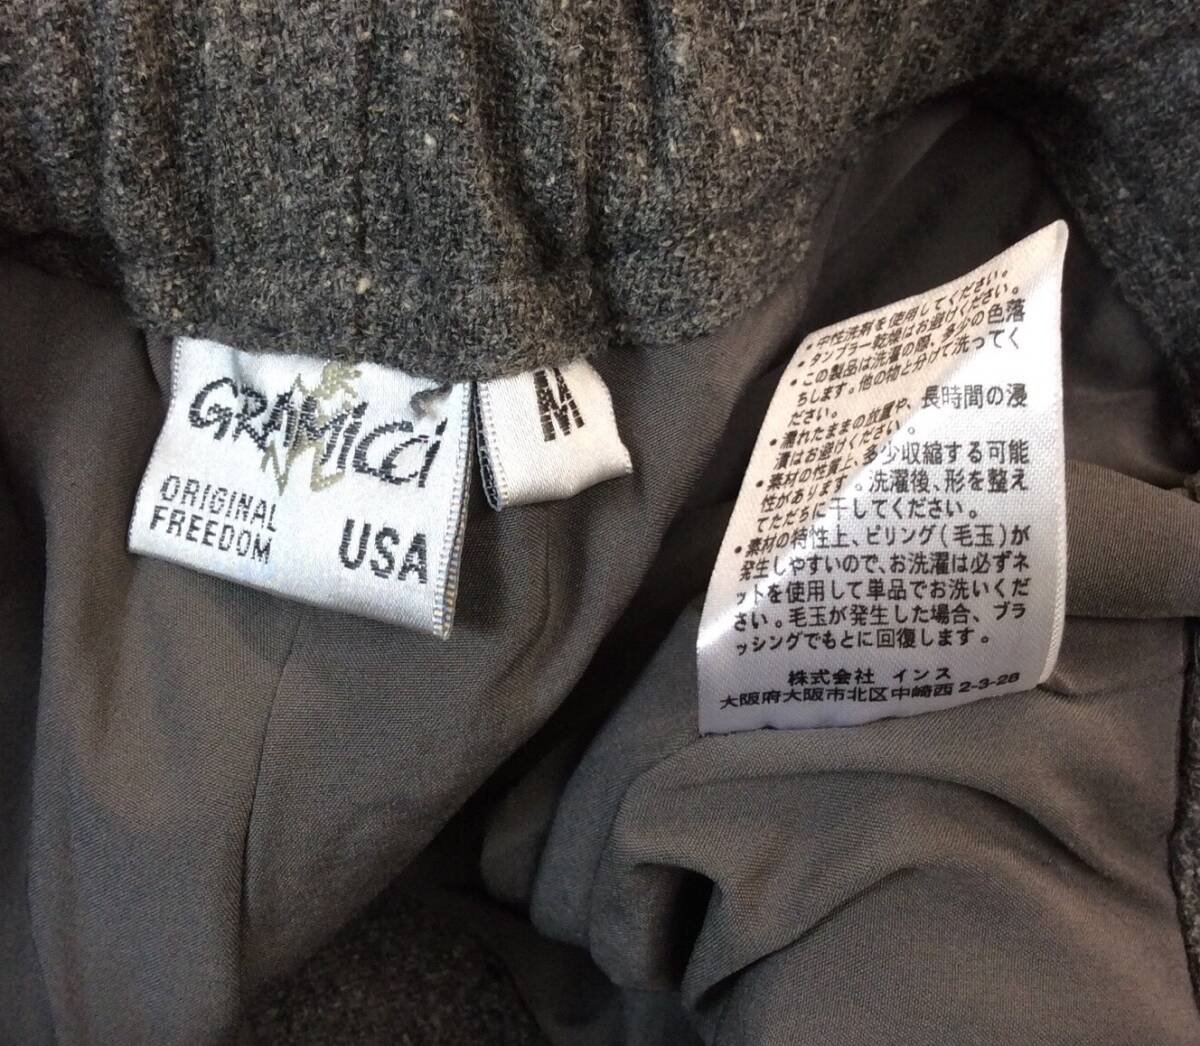 GRAMICCI
ORIGINAL
FREEDOM
USA
M
・中性洗剤を使用してください。
・タンブラー乾燥はお避けください。
・この製品は洗濯の際、多少の色落
ちします。他の物と分けて洗ってく
ださい。
・濡れたままの放置や、長時間の浸
漬はお避けください。
・素材の性質上、多少収縮する可能
性があります。洗濯後、形を整え
てただちに干してください。
・素材の特性上、ピリング(毛玉)が
発生しやすいので、お洗濯は必ずネ
ットを使用して単品でお洗いくだ
さい。毛玉が発生した場合、ブラ
ッシングでもとに回復します。
株式会社 インス
大阪府大阪市北区中崎西 2-3-28